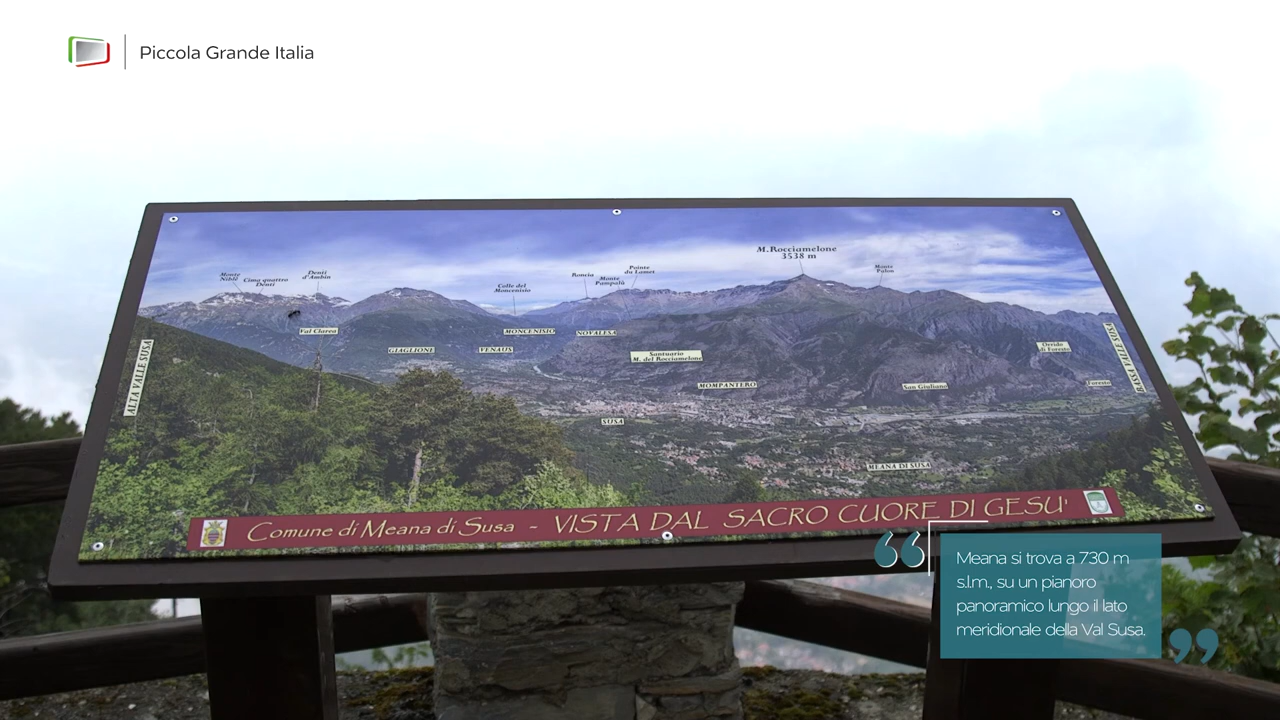 Piccola Grande Italia
M. Rocciamelone
3538 m
Monte
Niblè
Cima quattro
Denti
Denti
d'Ambin
Colle del
Moncenisio
Roncia
Monte
Pampalù
Pointe
du Lamet
Monte
Palon
Val Clarea
GIAGLIONE
VENAUS
MONCENISIO
NOVALESA
Santuario
M. del Rocciamelone
MOMPANTERO
San Giuliano
Orrido
di Foresto
Foresto
ALTA VALLE SUSA
BASSA VALLE SUSA
SUSA
MEANA DI SUSA
Comune di Meana di Susa - VISTA DAL SACRO CUORE DI GESU'
Meana si trova a 730 m
s.l.m., su un pianoro
panoramico lungo il lato
meridionale della Val Susa.